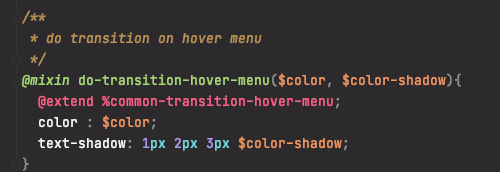 /**
 * do transition on hover menu
 */
@mixin do-transition-hover-menu($color, $color-shadow){
  @extend %common-transition-hover-menu;
  color : $color;
  text-shadow: 1px 2px 3px $color-shadow;
}